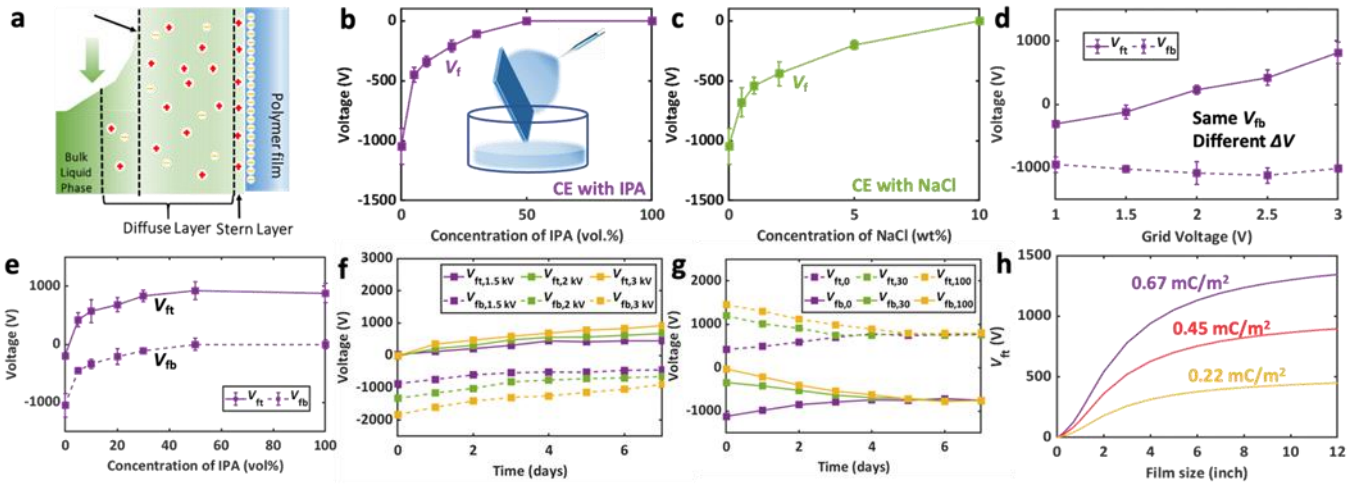 a
Bulk
Liquid
Phase
Polymer film
Diffuse Layer Stern Layer
b
0
-500
-1000
-1500
Voltage (V)
V_f
CE with IPA
0 50 100
Concentration of IPA (vol.%)
c
0
-500
-1000
-1500
Voltage (V)
V_f
CE with NaCl
0 5 10
Concentration of NaCl (wt%)
d
1000
0
-1000
Voltage (V)
V_ft V_fb
Same V_fb
Different ΔV
1 1.5 2 2.5 3
Grid Voltage (V)
e
1000
0
-1000
Voltage (V)
V_ft
V_fb
V_ft V_fb
0 20 40 60 80 100
Concentration of IPA (vol%)
f
3000
2000
1000
0
-1000
-2000
Voltage (V)
V_ft,1.5 kv V_ft,2 kv V_ft,3 kv
V_fb,1.5 kv V_fb,2 kv V_fb,3 kv
0 2 4 6
Time (days)
g
2000
1000
0
-1000
Voltage (V)
V_ft,0 V_ft,30 V_ft,100
V_fb,0 V_fb,30 V_fb,100
0 2 4 6
Time (days)
h
1500
1000
500
0
V_ft (V)
0.67 mC/m²
0.45 mC/m²
0.22 mC/m²
0 2 4 6 8 10 12
Film size (inch)